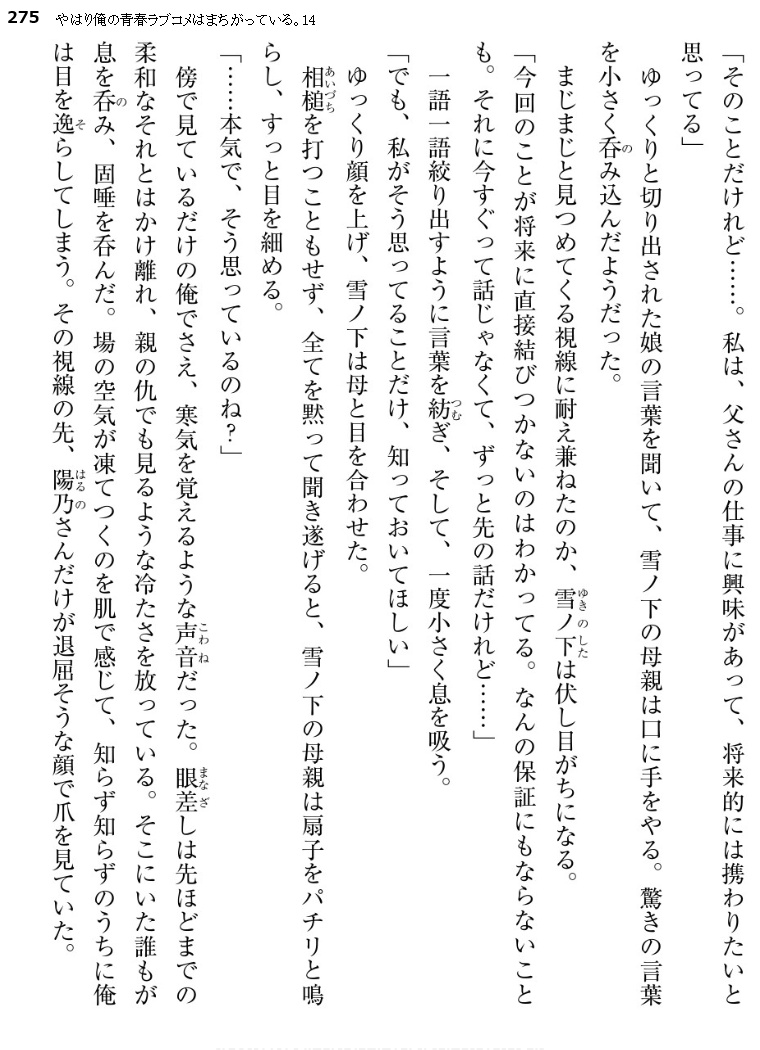 275 やはり俺の青春ラブコメはまちがっている。14
「そのことだけれど……。私は、父さんの仕事に興味があって、将来的には携わりたいと
思ってる」
ゆっくりと切り出された娘の言葉を聞いて、雪ノ下の母親は口に手をやる。驚きの言葉
を小さく呑み込んだようだった。
まじまじと見つめてくる視線に耐え兼ねたのか、雪ノ下は伏し目がちになる。
「今回のことが将来に直接結びつかないのはわかってる。なんの保証にもならないこと
も。それに今すぐって話じゃなくて、ずっと先の話だけれど……」
一語一語絞り出すように言葉を紡ぎ、そして、一度小さく息を吸う。
「でも、私がそう思ってることだけ、知っておいてほしい」
ゆっくり顔を上げ、雪ノ下は母と目を合わせた。
相槌を打つこともせず、全てを黙って聞き遂げると、雪ノ下の母親は扇子をパチリと鳴
らし、すっと目を細める。
「……本気で、そう思っているのね?」
傍で見ているだけの俺でさえ、寒気を覚えるような声音だった。眼差しは先ほどまでの
柔和なそれとはかけ離れ、親の仇でも見るような冷たさを放っている。そこにいた誰もが
息を呑み、固唾を呑んだ。場の空気が凍てつくのを肌で感じて、知らず知らずのうちに俺
は目を逸らしてしまう。その視線の先、陽乃さんだけが退屈そうな顔で爪を見ていた。